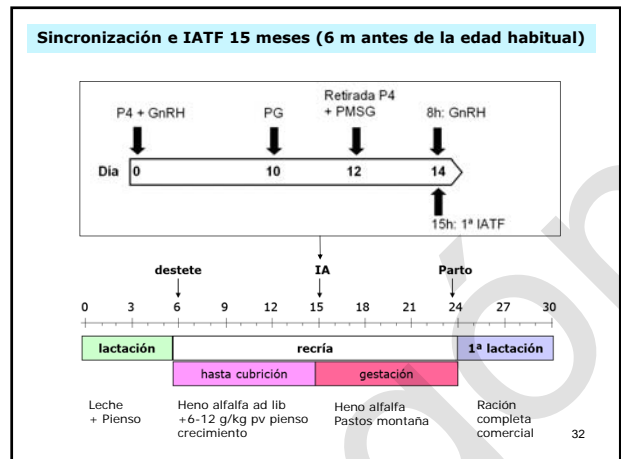 Sincronización e IATF 15 meses (6 m antes de la edad habitual)
Retirada P4
+ PMSG
P4 + GnRH
PG
8h: GnRH
Día
0
10
12
14
15h: 1ª IATF
destete
IA
Parto
0 3 6 9 12 15 18 21 24 27 30
lactación
recría
1ª lactación
hasta cubrición
gestación
Leche
+ Pienso
Heno alfalfa ad lib
+6-12 g/kg pv pienso
crecimiento
Heno alfalfa
Pastos montaña
Ración
completa
comercial
32